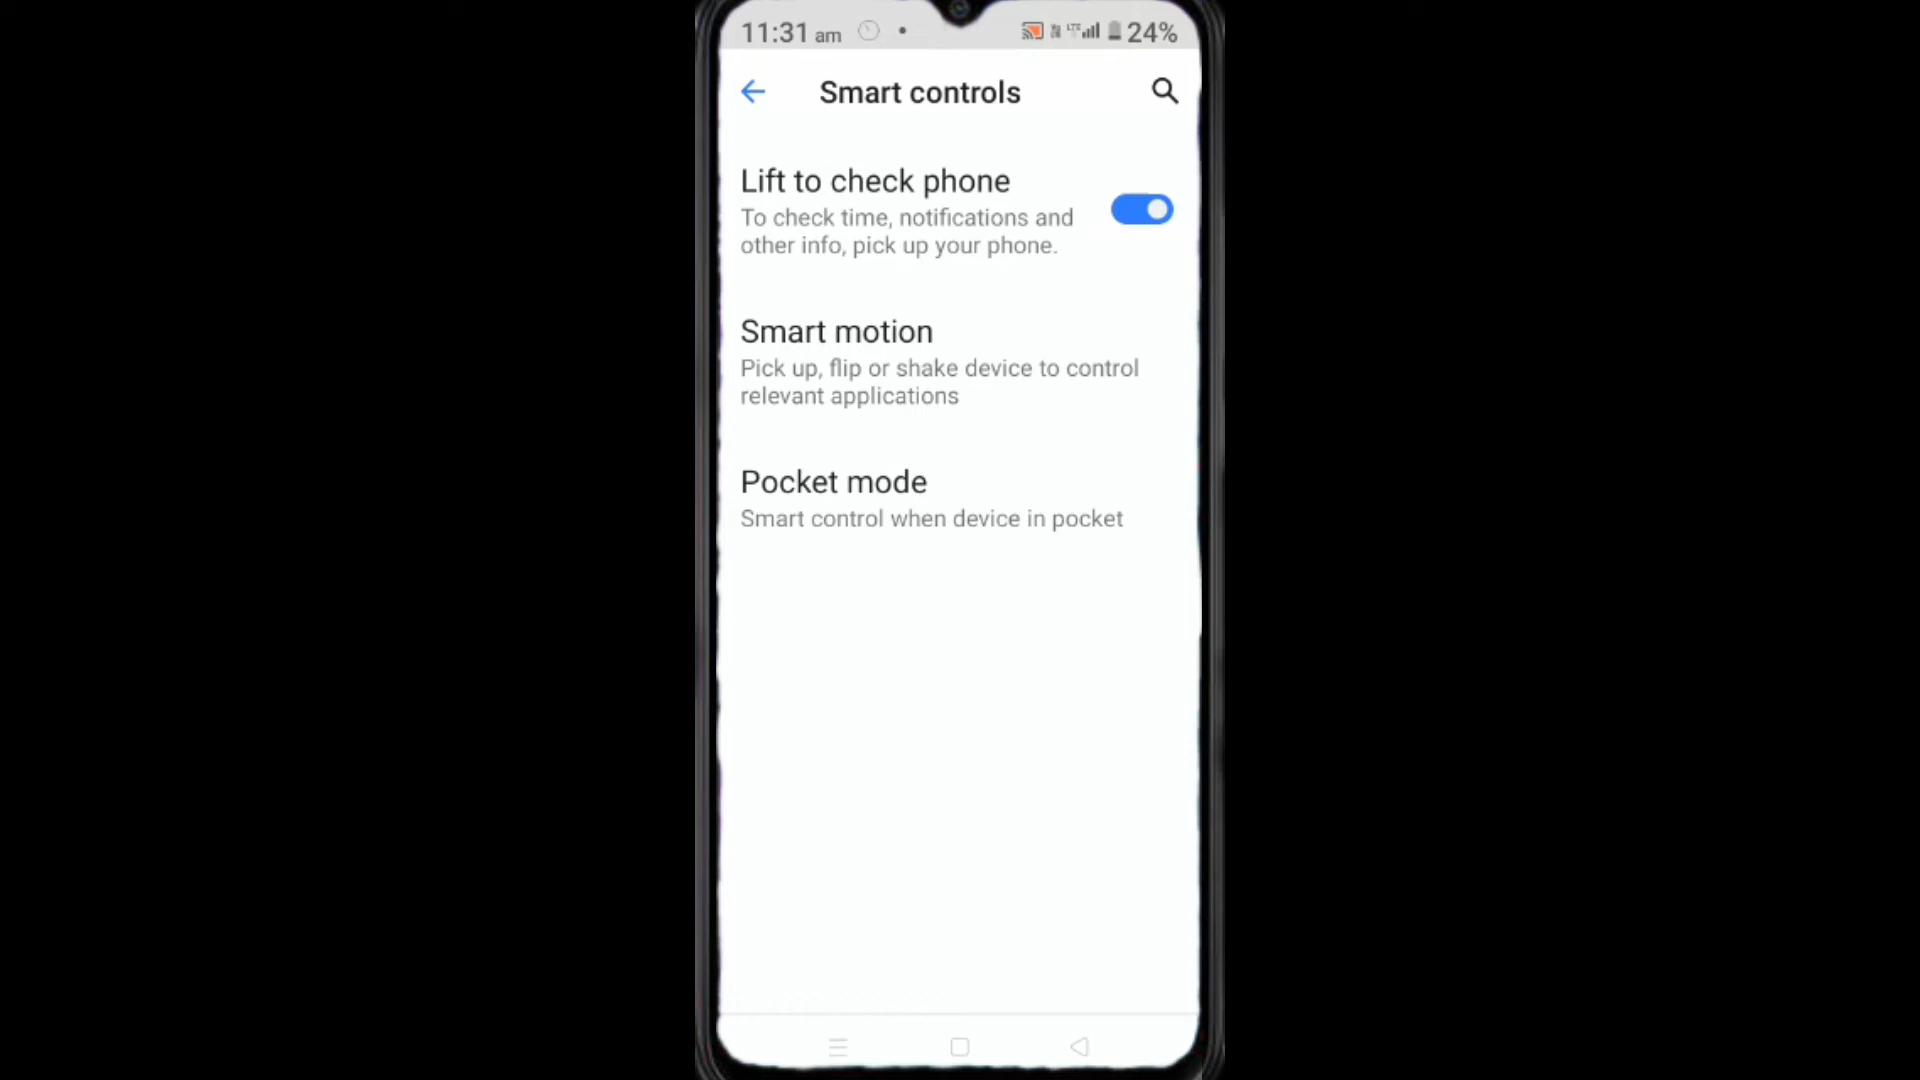 11:31 am 24%
Smart controls
Lift to check phone
To check time, notifications and
other info, pick up your phone.
Smart motion
Pick up, flip or shake device to control
relevant applications
Pocket mode
Smart control when device in pocket